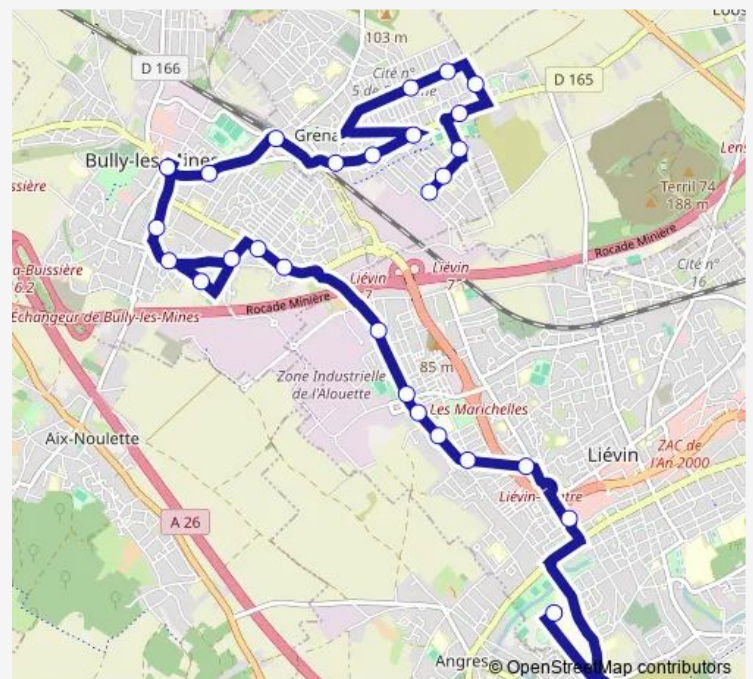 Loos
103 m
D 166
Cité n°
D 165
5 de
Grena
Bully-les-Mines
ssière
Terril 74
188 m
Lens
Rocade Minière
Liévin
7
Liévin
7
a-Buissière
6.2
Cité n°
16
Rocade Minière
Échangeur de Bully-les-Mines
85 m
Zone Industrielle
de l'Alouette
Les Marichelles
Aix-Noulette
Liévin
ZAC de
l'An 2000
Liévin-
A 26
Angres
© OpenStreetMap contributors